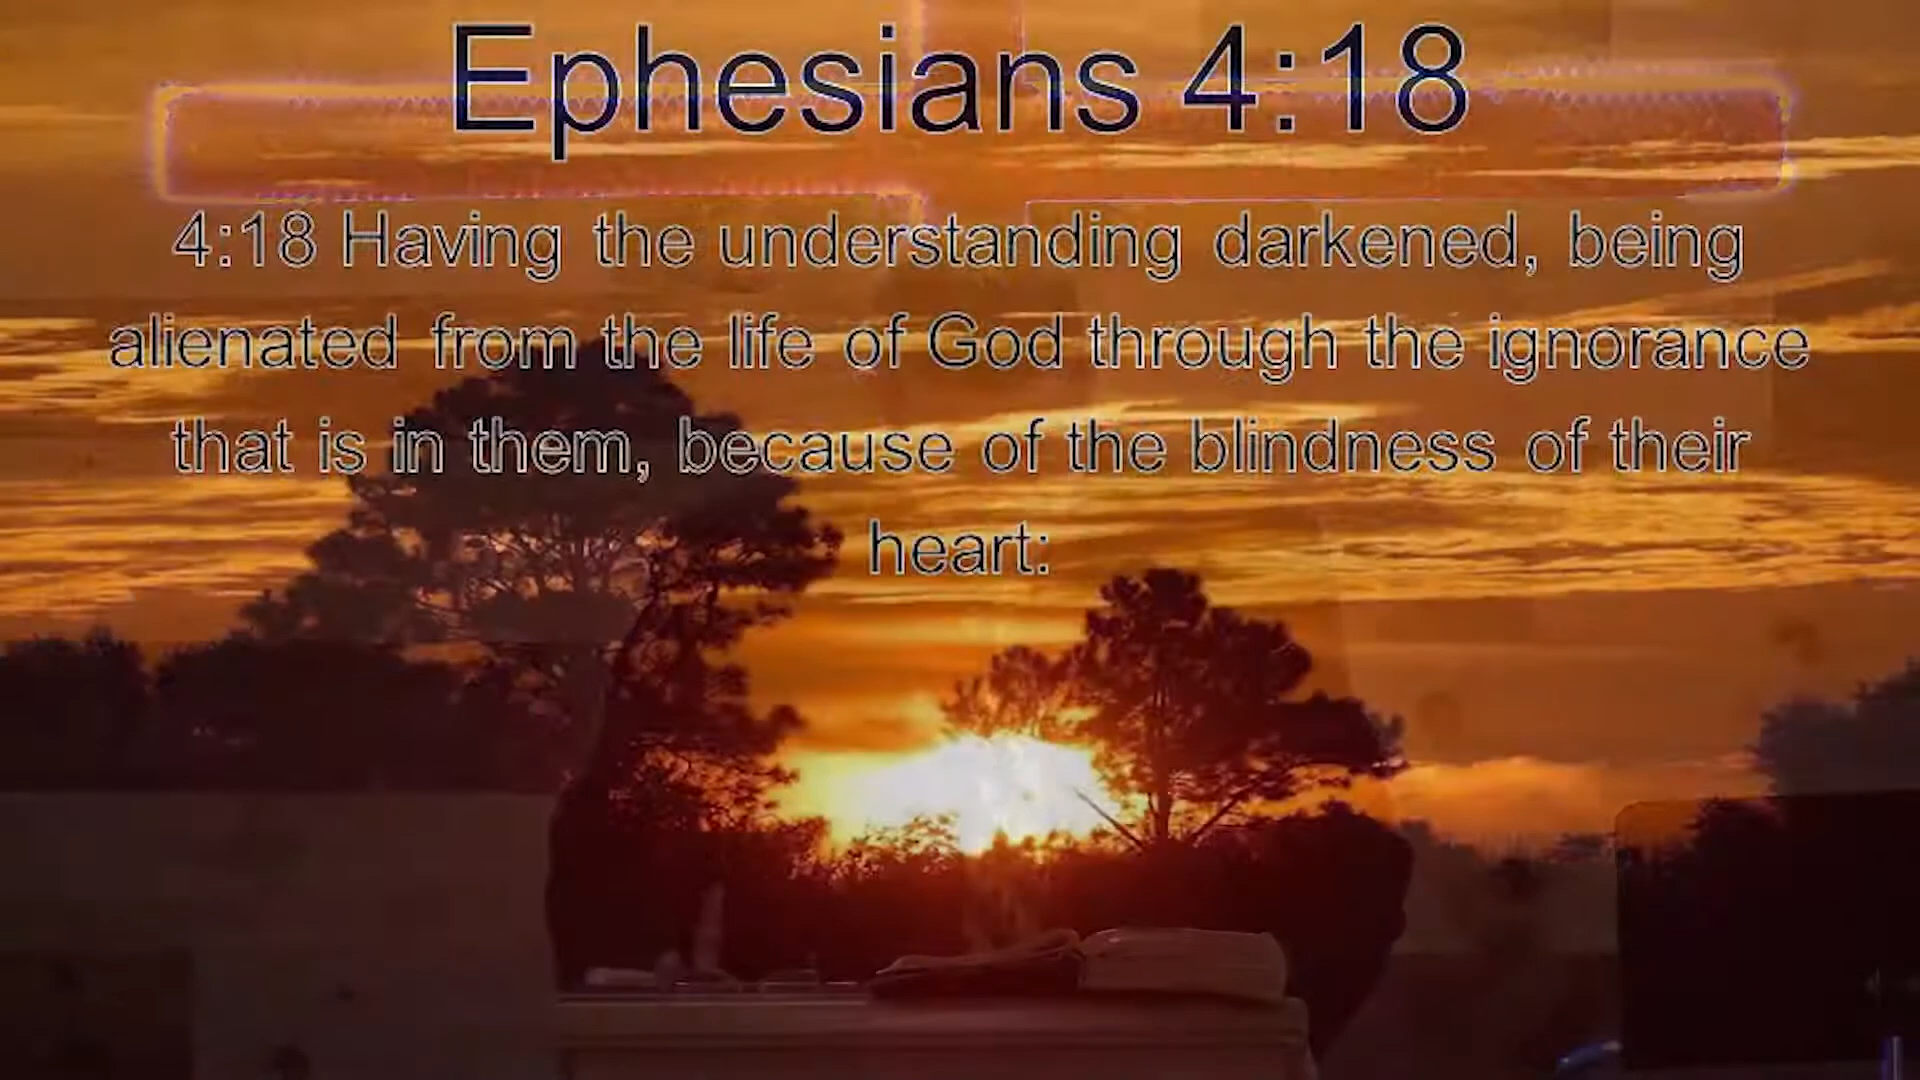 Ephesians 4:18
4:18 Having the understanding darkened, being
alienated from the life of God through the ignorance
that is in them, because of the blindness of their
heart: